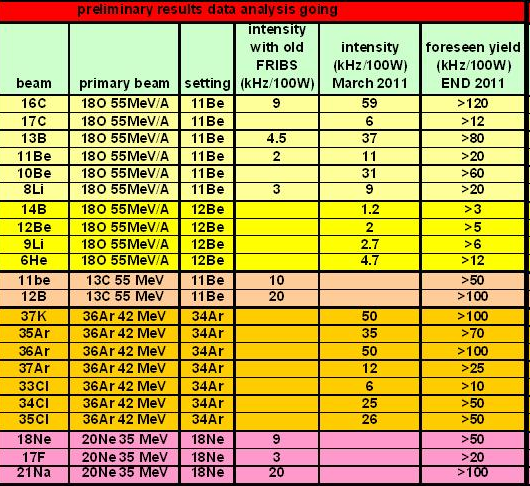 preliminary results data analysis going
beam primary beam setting intensity with old FRIBS (kHz/100W) intensity (kHz/100W) March 2011 foreseen yield (kHz/100W) END 2011
16C 18O 55MeV/A 11Be 9 59 >120
17C 18O 55MeV/A 11Be 6 >12
13B 18O 55MeV/A 11Be 4.5 37 >80
11Be 18O 55MeV/A 11Be 2 11 >20
10Be 18O 55MeV/A 11Be 31 >60
8Li 18O 55MeV/A 11Be 3 9 >20
14B 18O 55MeV/A 12Be 1.2 >3
12Be 18O 55MeV/A 12Be 2 >5
9Li 18O 55MeV/A 12Be 2.7 >6
6He 18O 55MeV/A 12Be 4.7 >12
11be 13C 55 MeV 11Be 10 >50
12B 13C 55 MeV 11Be 20 >100
37K 36Ar 42 MeV 34Ar 50 >100
35Ar 36Ar 42 MeV 34Ar 35 >70
36Ar 36Ar 42 MeV 34Ar 50 >100
37Ar 36Ar 42 MeV 34Ar 12 >25
33Cl 36Ar 42 MeV 34Ar 6 >10
34Cl 36Ar 42 MeV 34Ar 25 >50
35Cl 36Ar 42 MeV 34Ar 26 >50
18Ne 20Ne 35 MeV 18Ne 9 >50
17F 20Ne 35 MeV 18Ne 3 >20
21Na 20Ne 35 MeV 18Ne 20 >100